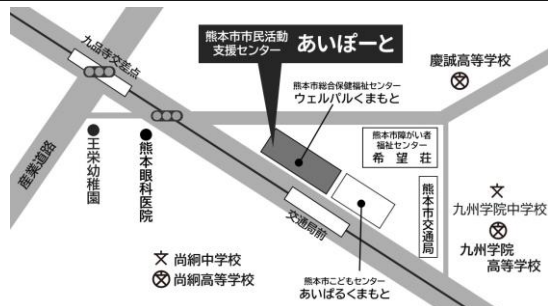 九品寺交差点
熊本市市民活動
支援センター あいぽーと
熊本市総合保健福祉センター
ウェルパルくまもと
慶誠高等学校
熊本市障がい者
福祉センター
希望荘
産業道路
王栄幼稚園
熊本眼科医院
交通局前
熊本市交通局
九州学院中学校
九州学院
高等学校
尚絅中学校
尚絅高等学校
熊本市こどもセンター
あいぱるくまもと